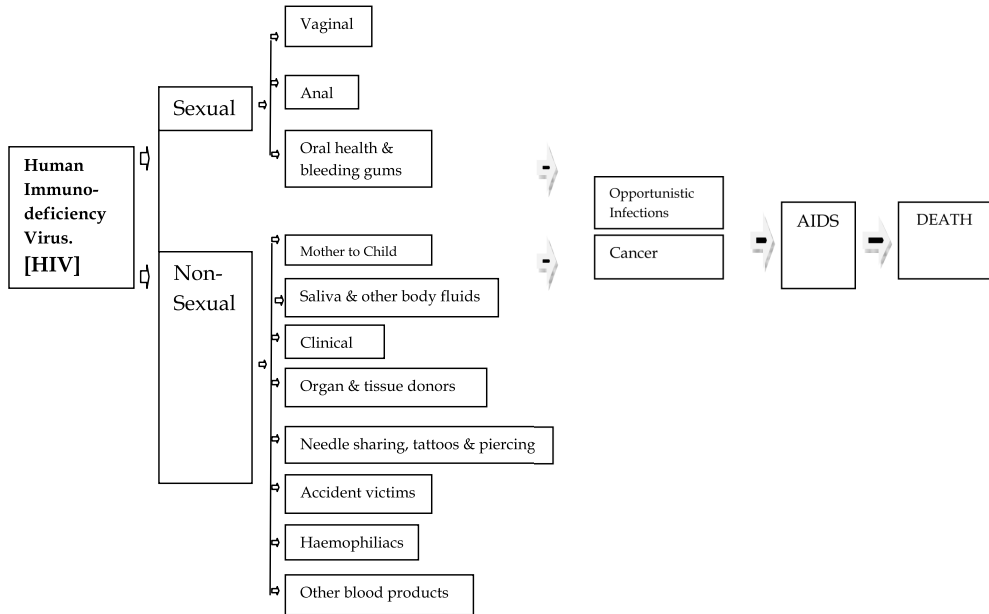 Human
Immuno-
deficiency
Virus.
[HIV]
Sexual
Vaginal
Anal
Oral health &
bleeding gums
Non-
Sexual
Mother to Child
Saliva & other body fluids
Clinical
Organ & tissue donors
Needle sharing, tattoos & piercing
Accident victims
Haemophiliacs
Other blood products
Opportunistic
Infections
Cancer
AIDS
DEATH